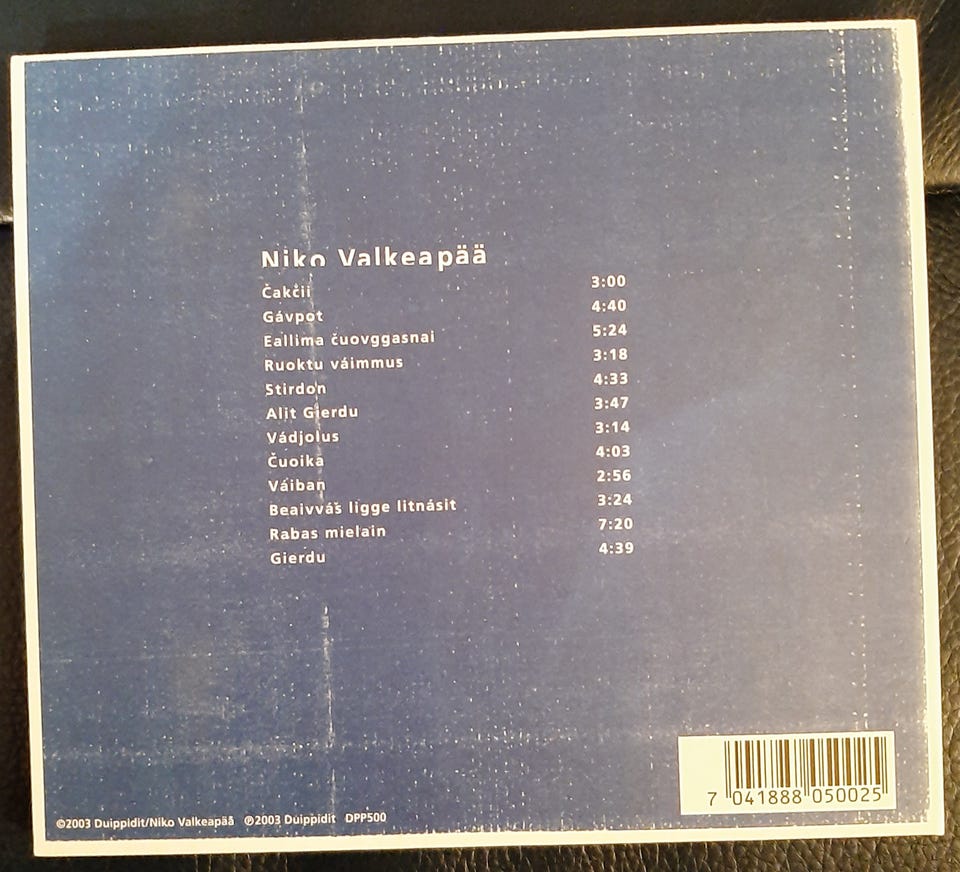 Niko Valkeapää
Čakčii 3:00
Gávpot 4:40
Eallima čuovggasnai 5:24
Ruoktu váimmus 3:18
Stirdon 4:33
Alit Gierdu 3:47
Vádjolus 3:14
Čuoika 4:03
Váiban 2:56
Beaivváš ligge litnásit 3:24
Rabas mielain 7:20
Gierdu 4:39
7 041888 050025
©2003 Duippidit/Niko Valkeapää ℗2003 Duippidit DPP500